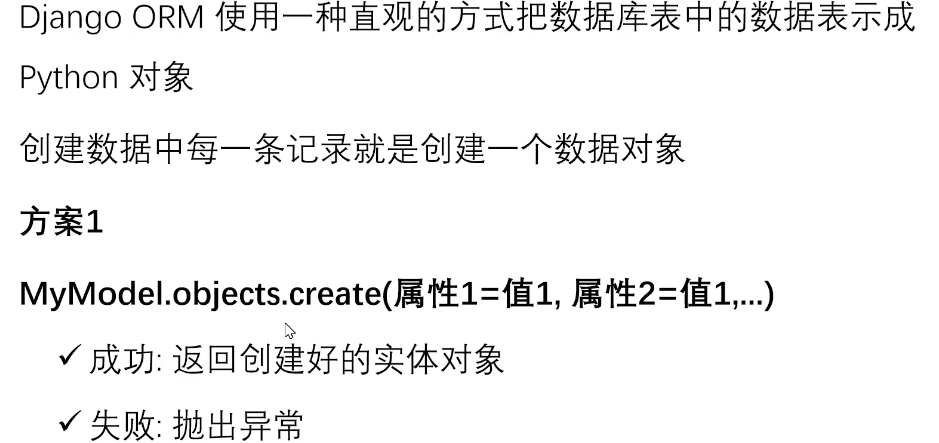 Django ORM 使用一种直观的方式把数据库表中的数据表示成
Python 对象
创建数据中每一条记录就是创建一个数据对象
方案1
MyModel.objects.create(属性1=值1, 属性2=值1,...)
✓ 成功: 返回创建好的实体对象
✓ 失败: 抛出异常